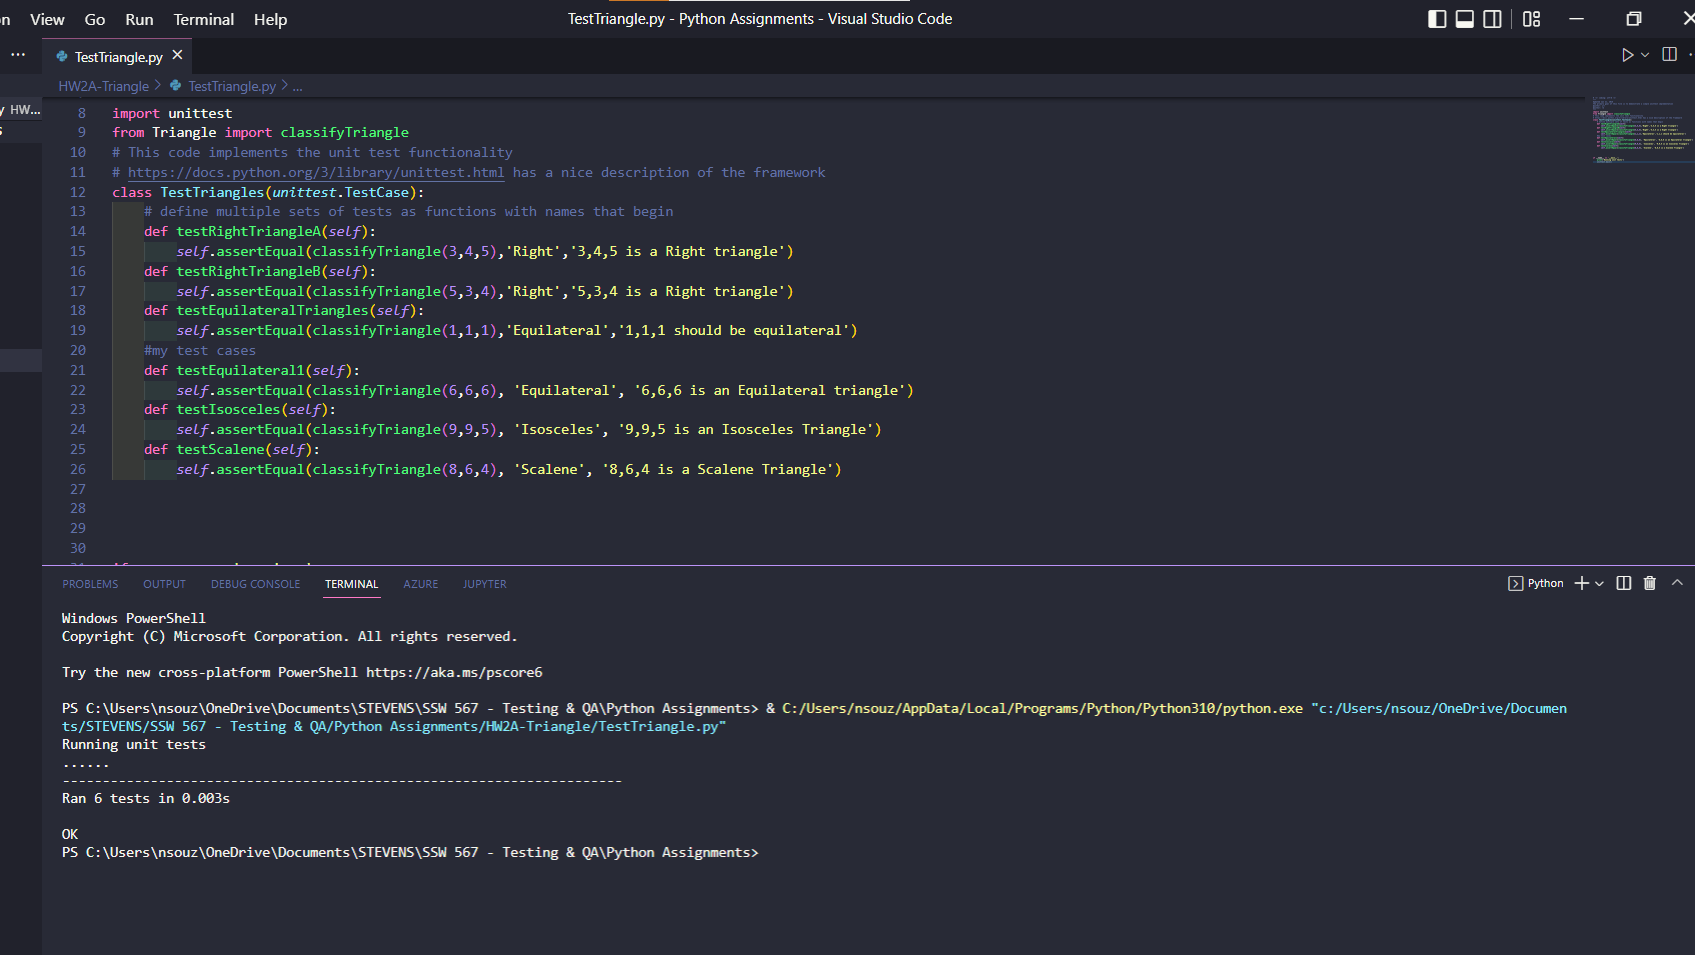 on View Go Run Terminal Help
TestTriangle.py - Python Assignments - Visual Studio Code
... TestTriangle.py
HW2A-Triangle > TestTriangle.py > ...
y HW...
8 import unittest
9 from Triangle import classifyTriangle
10 # This code implements the unit test functionality
11 # https://docs.python.org/3/library/unittest.html has a nice description of the framework
12 class TestTriangles(unittest.TestCase):
13 # define multiple sets of tests as functions with names that begin
14 def testRightTriangleA(self):
15 self.assertEqual(classifyTriangle(3,4,5),'Right','3,4,5 is a Right triangle')
16 def testRightTriangleB(self):
17 self.assertEqual(classifyTriangle(5,3,4),'Right','5,3,4 is a Right triangle')
18 def testEquilateralTriangles(self):
19 self.assertEqual(classifyTriangle(1,1,1),'Equilateral','1,1,1 should be equilateral')
20 #my test cases
21 def testEquilateral1(self):
22 self.assertEqual(classifyTriangle(6,6,6), 'Equilateral', '6,6,6 is an Equilateral triangle')
23 def testIsosceles(self):
24 self.assertEqual(classifyTriangle(9,9,5), 'Isosceles', '9,9,5 is an Isosceles Triangle')
25 def testScalene(self):
26 self.assertEqual(classifyTriangle(8,6,4), 'Scalene', '8,6,4 is a Scalene Triangle')
27
28
29
30
PROBLEMS OUTPUT DEBUG CONSOLE TERMINAL AZURE JUPYTER
Python
Windows PowerShell
Copyright (C) Microsoft Corporation. All rights reserved.
Try the new cross-platform PowerShell https://aka.ms/pscore6
PS C:\Users\nsouz\OneDrive\Documents\STEVENS\SSW 567 - Testing & QA\Python Assignments> & C:/Users/nsouz/AppData/Local/Programs/Python/Python310/python.exe "c:/Users/nsouz/OneDrive/Documen
ts/STEVENS/SSW 567 - Testing & QA/Python Assignments/HW2A-Triangle/TestTriangle.py"
Running unit tests
......
----------------------------------------------------------------------
Ran 6 tests in 0.003s
OK
PS C:\Users\nsouz\OneDrive\Documents\STEVENS\SSW 567 - Testing & QA\Python Assignments>